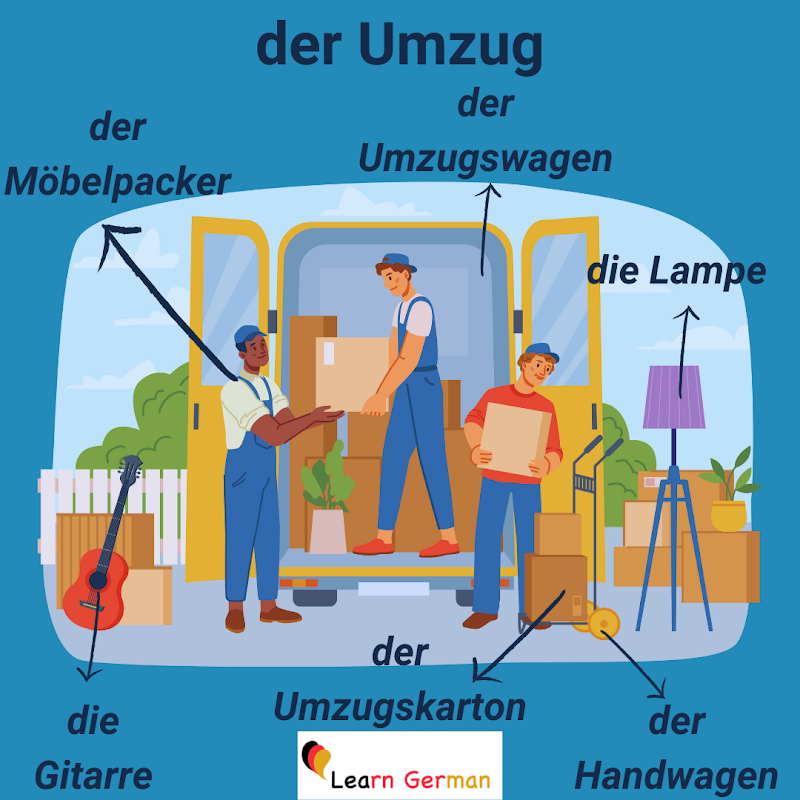 der Umzug
der
Möbelpacker
der
Umzugswagen
die Lampe
die
Gitarre
der
Umzugskarton
der
Handwagen
Learn German